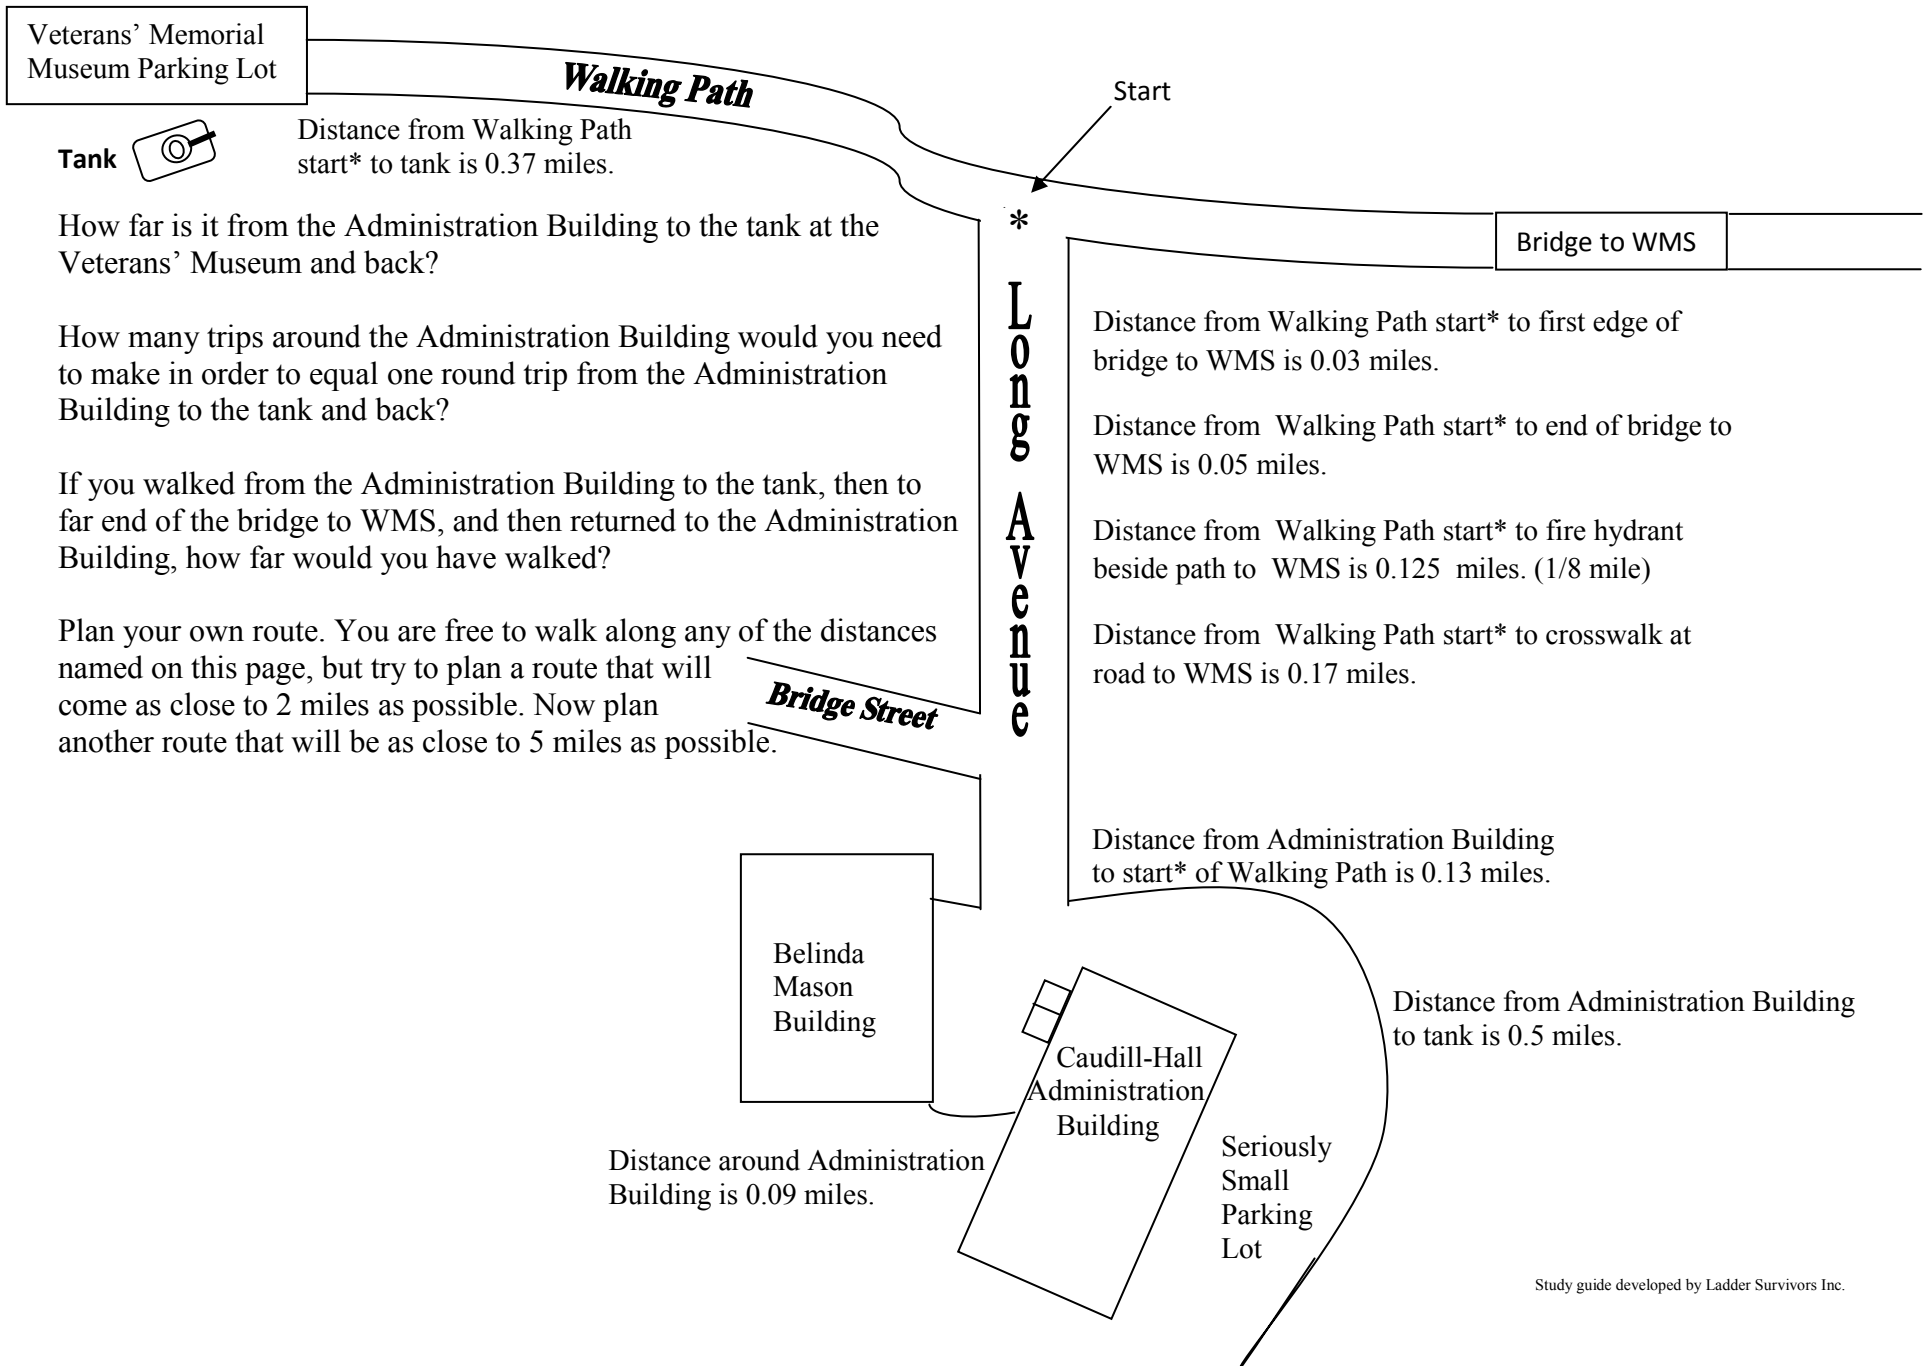 Veterans’ Memorial
Museum Parking Lot
Walking Path
Start
Tank
Distance from Walking Path
start* to tank is 0.37 miles.
*
Bridge to WMS
How far is it from the Administration Building to the tank at the
Veterans’ Museum and back?
How many trips around the Administration Building would you need
to make in order to equal one round trip from the Administration
Building to the tank and back?
If you walked from the Administration Building to the tank, then to
far end of the bridge to WMS, and then returned to the Administration
Building, how far would you have walked?
Plan your own route. You are free to walk along any of the distances
named on this page, but try to plan a route that will
come as close to 2 miles as possible. Now plan
another route that will be as close to 5 miles as possible.
Bridge Street
Long Avenue
Distance from Walking Path start* to first edge of
bridge to WMS is 0.03 miles.
Distance from  Walking Path start* to end of bridge to
WMS is 0.05 miles.
Distance from  Walking Path start* to fire hydrant
beside path to  WMS is 0.125  miles. (1/8 mile)
Distance from  Walking Path start* to crosswalk at
road to WMS is 0.17 miles.
Distance from Administration Building
to start* of Walking Path is 0.13 miles.
Belinda
Mason
Building
Caudill-Hall
Administration
Building
Distance from Administration Building
to tank is 0.5 miles.
Distance around Administration
Building is 0.09 miles.
Seriously
Small
Parking
Lot
Study guide developed by Ladder Survivors Inc.